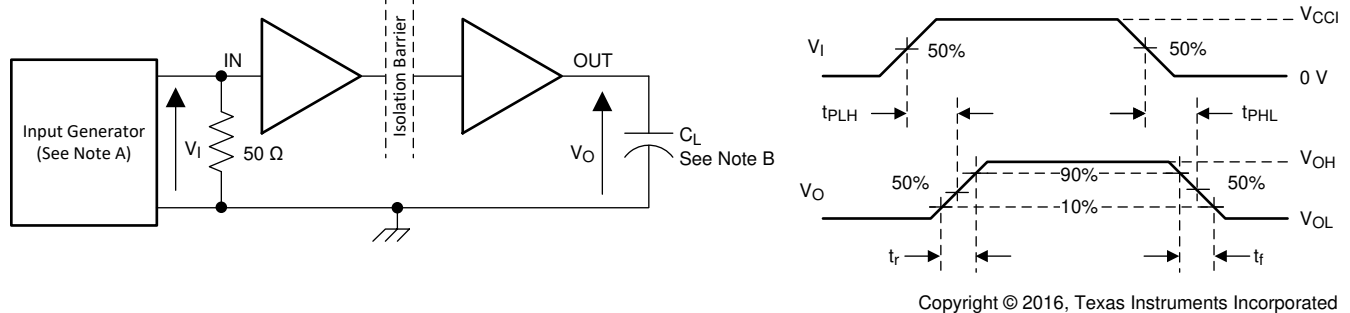 Input Generator
(See Note A)
V_I
50 Ω
IN
Isolation Barrier
OUT
V_O
C_L
See Note B
V_I
50%
50%
V_CCI
0 V
t_PLH
t_PHL
V_O
50%
90%
50%
10%
V_OH
V_OL
t_r
t_f
Copyright © 2016, Texas Instruments Incorporated